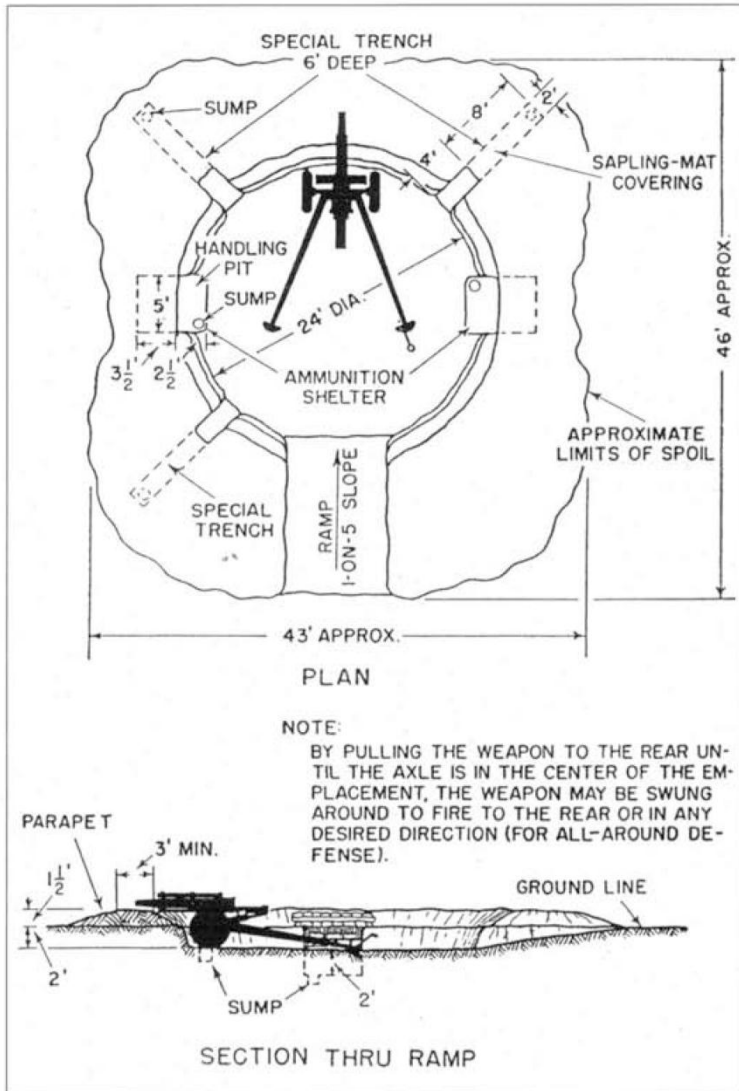 SPECIAL TRENCH
6' DEEP
SUMP
8'
2'
4'
SAPLING-MAT
COVERING
HANDLING
PIT
5'
SUMP
24' DIA.
3 1/2'
2 1/2'
AMMUNITION
SHELTER
46' APPROX.
APPROXIMATE
LIMITS OF SPOIL
SPECIAL
TRENCH
RAMP
1-ON-5 SLOPE
43' APPROX.
PLAN
NOTE:
BY PULLING THE WEAPON TO THE REAR UN-
TIL THE AXLE IS IN THE CENTER OF THE EM-
PLACEMENT, THE WEAPON MAY BE SWUNG
AROUND TO FIRE TO THE REAR OR IN ANY
DESIRED DIRECTION (FOR ALL-AROUND DE-
FENSE).
PARAPET
3' MIN.
1 1/2'
GROUND LINE
2'
SUMP
2'
SECTION THRU RAMP